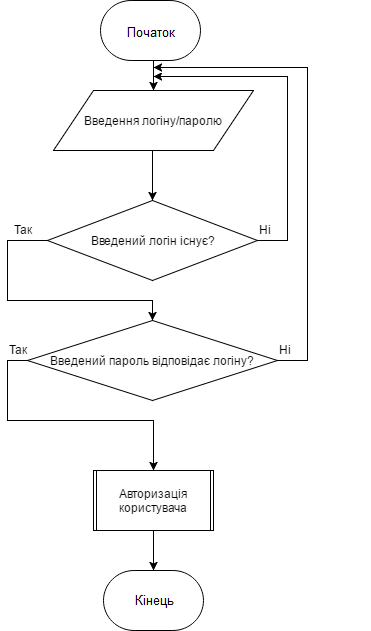 Початок
Введення логіну/паролю
Так
Ні
Введений логін існує?
Так
Ні
Введений пароль відповідає логіну?
Авторизація
користувача
Кінець